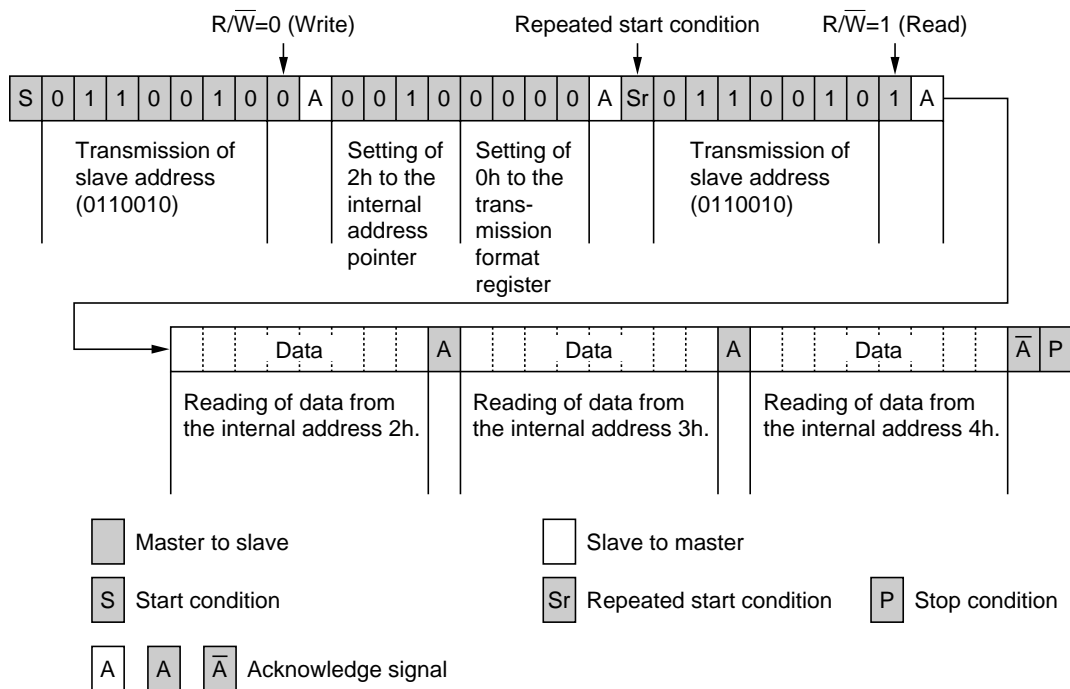 R/W̅=0 (Write) Repeated start condition R/W̅=1 (Read)
S 0 1 1 0 0 1 0 0 A 0 0 1 0 0 0 0 0 A Sr 0 1 1 0 0 1 0 1 A
Transmission of
slave address
(0110010)
Setting of
2h to the
internal
address
pointer
Setting of
0h to the
trans-
mission
format
register
Transmission of
slave address
(0110010)
Data A Data A Data A̅ P
Reading of data from
the internal address 2h.
Reading of data from
the internal address 3h.
Reading of data from
the internal address 4h.
Master to slave
Slave to master
S Start condition
Sr Repeated start condition
P Stop condition
A A A̅ Acknowledge signal